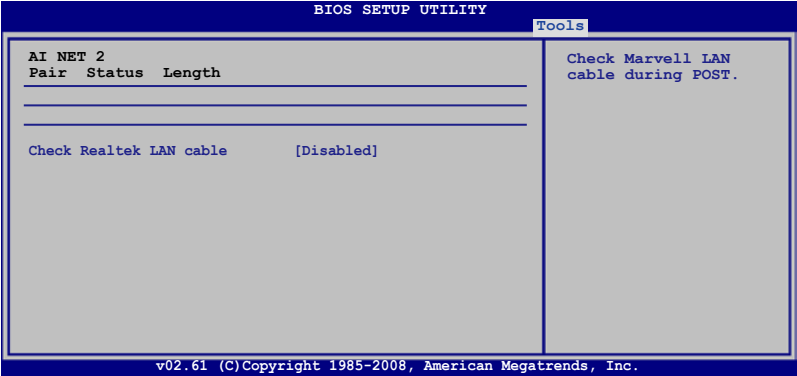 BIOS SETUP UTILITY
Tools
AI NET 2
Pair Status Length
Check Realtek LAN cable [Disabled]
Check Marvell LAN
cable during POST.
v02.61 (C)Copyright 1985-2008, American Megatrends, Inc.